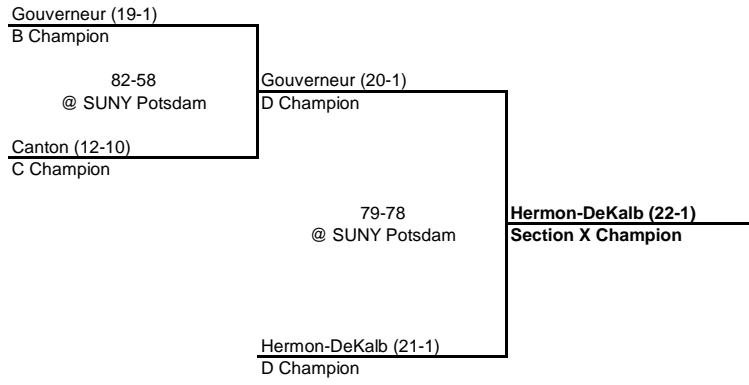 Gouverneur (19-1)
B Champion
82-58
@ SUNY Potsdam
Gouverneur (20-1)
D Champion
Canton (12-10)
C Champion
79-78
@ SUNY Potsdam
Hermon-DeKalb (22-1)
Section X Champion
Hermon-DeKalb (21-1)
D Champion